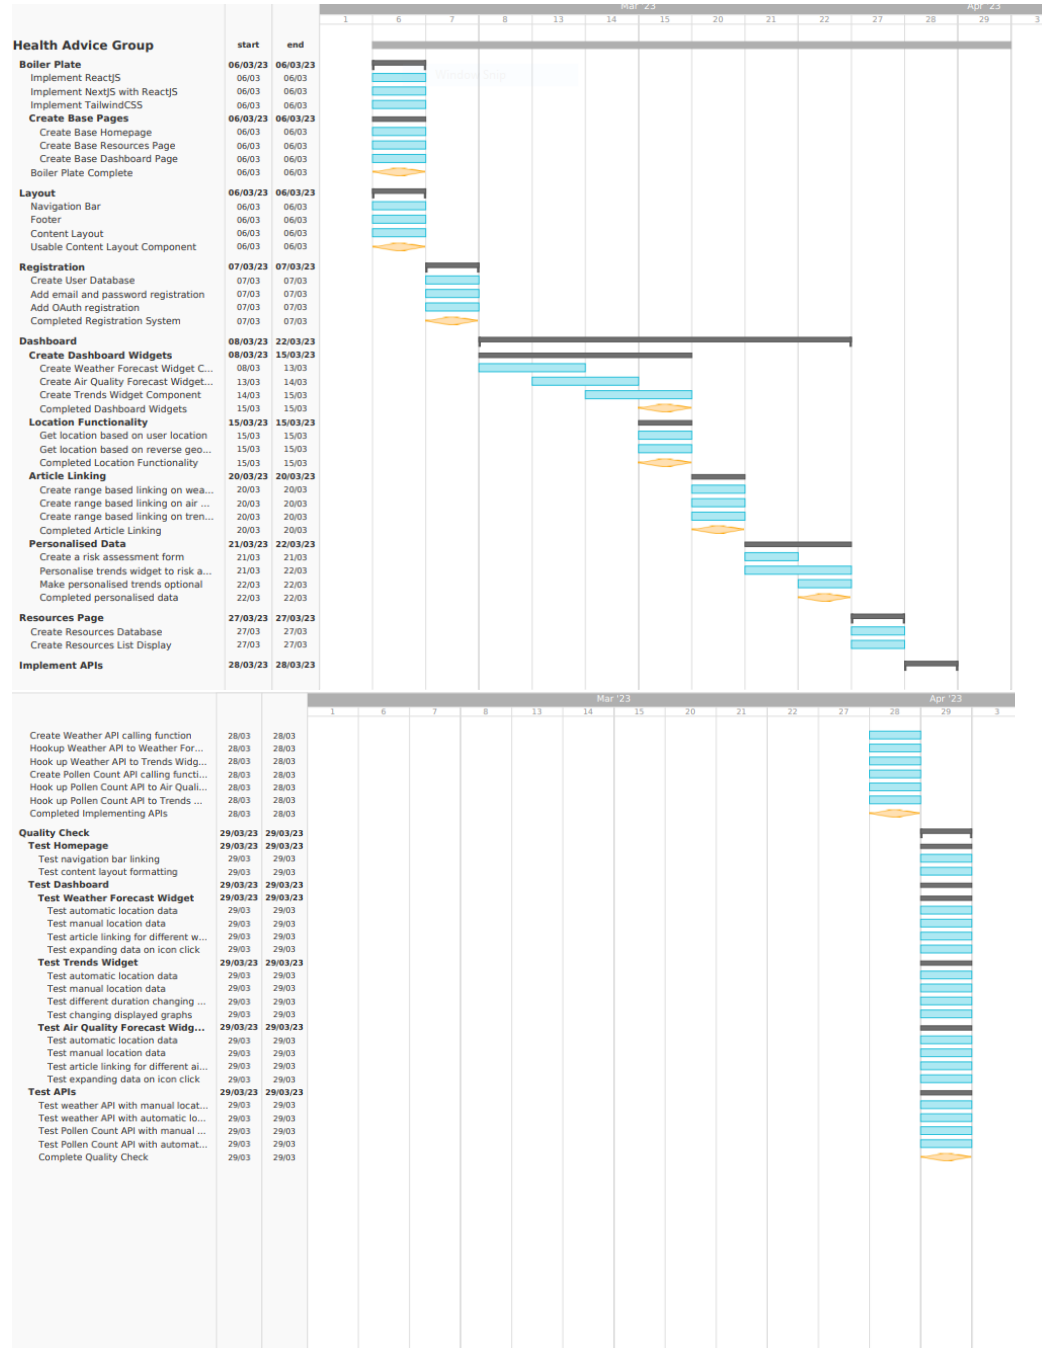 Mar '23 Apr '23
1 6 7 8 13 14 15 20 21 22 27 28 29 3
Health Advice Group start end
Boiler Plate 06/03/23 06/03/23
Implement ReactJS 06/03 06/03
Implement NextJS with ReactJS 06/03 06/03
Implement TailwindCSS 06/03 06/03
Create Base Pages 06/03/23 06/03/23
Create Base Homepage 06/03 06/03
Create Base Resources Page 06/03 06/03
Create Base Dashboard Page 06/03 06/03
Boiler Plate Complete 06/03 06/03
Layout 06/03/23 06/03/23
Navigation Bar 06/03 06/03
Footer 06/03 06/03
Content Layout 06/03 06/03
Usable Content Layout Component 06/03 06/03
Registration 07/03/23 07/03/23
Create User Database 07/03 07/03
Add email and password registration 07/03 07/03
Add OAuth registration 07/03 07/03
Completed Registration System 07/03 07/03
Dashboard 08/03/23 22/03/23
Create Dashboard Widgets 08/03/23 15/03/23
Create Weather Forecast Widget C... 08/03 13/03
Create Air Quality Forecast Widget... 13/03 14/03
Create Trends Widget Component 14/03 15/03
Completed Dashboard Widgets 15/03 15/03
Location Functionality 15/03/23 15/03/23
Get location based on user location 15/03 15/03
Get location based on reverse geo... 15/03 15/03
Completed Location Functionality 15/03 15/03
Article Linking 20/03/23 20/03/23
Create range based linking on wea... 20/03 20/03
Create range based linking on air ... 20/03 20/03
Create range based linking on tren... 20/03 20/03
Completed Article Linking 20/03 20/03
Personalised Data 21/03/23 22/03/23
Create a risk assessment form 21/03 21/03
Personalise trends widget to risk a... 21/03 22/03
Make personalised trends optional 22/03 22/03
Completed personalised data 22/03 22/03
Resources Page 27/03/23 27/03/23
Create Resources Database 27/03 27/03
Create Resources List Display 27/03 27/03
Implement APIs 28/03/23 28/03/23
Mar '23 Apr '23
1 6 7 8 13 14 15 20 21 22 27 28 29 3
Create Weather API calling function 28/03 28/03
Hookup Weather API to Weather For... 28/03 28/03
Hook up Weather API to Trends Widg... 28/03 28/03
Create Pollen Count API calling functi... 28/03 28/03
Hook up Pollen Count API to Air Quali... 28/03 28/03
Hook up Pollen Count API to Trends ... 28/03 28/03
Completed Implementing APIs 28/03 28/03
Quality Check 29/03/23 29/03/23
Test Homepage 29/03/23 29/03/23
Test navigation bar linking 29/03 29/03
Test content layout formatting 29/03 29/03
Test Dashboard 29/03/23 29/03/23
Test Weather Forecast Widget 29/03/23 29/03/23
Test automatic location data 29/03 29/03
Test manual location data 29/03 29/03
Test article linking for different w... 29/03 29/03
Test expanding data on icon click 29/03 29/03
Test Trends Widget 29/03/23 29/03/23
Test automatic location data 29/03 29/03
Test manual location data 29/03 29/03
Test different duration changing ... 29/03 29/03
Test changing displayed graphs 29/03 29/03
Test Air Quality Forecast Widg... 29/03/23 29/03/23
Test automatic location data 29/03 29/03
Test manual location data 29/03 29/03
Test article linking for different ai... 29/03 29/03
Test expanding data on icon click 29/03 29/03
Test APIs 29/03/23 29/03/23
Test weather API with manual locat... 29/03 29/03
Test weather API with automatic lo... 29/03 29/03
Test Pollen Count API with manual ... 29/03 29/03
Test Pollen Count API with automat... 29/03 29/03
Complete Quality Check 29/03 29/03